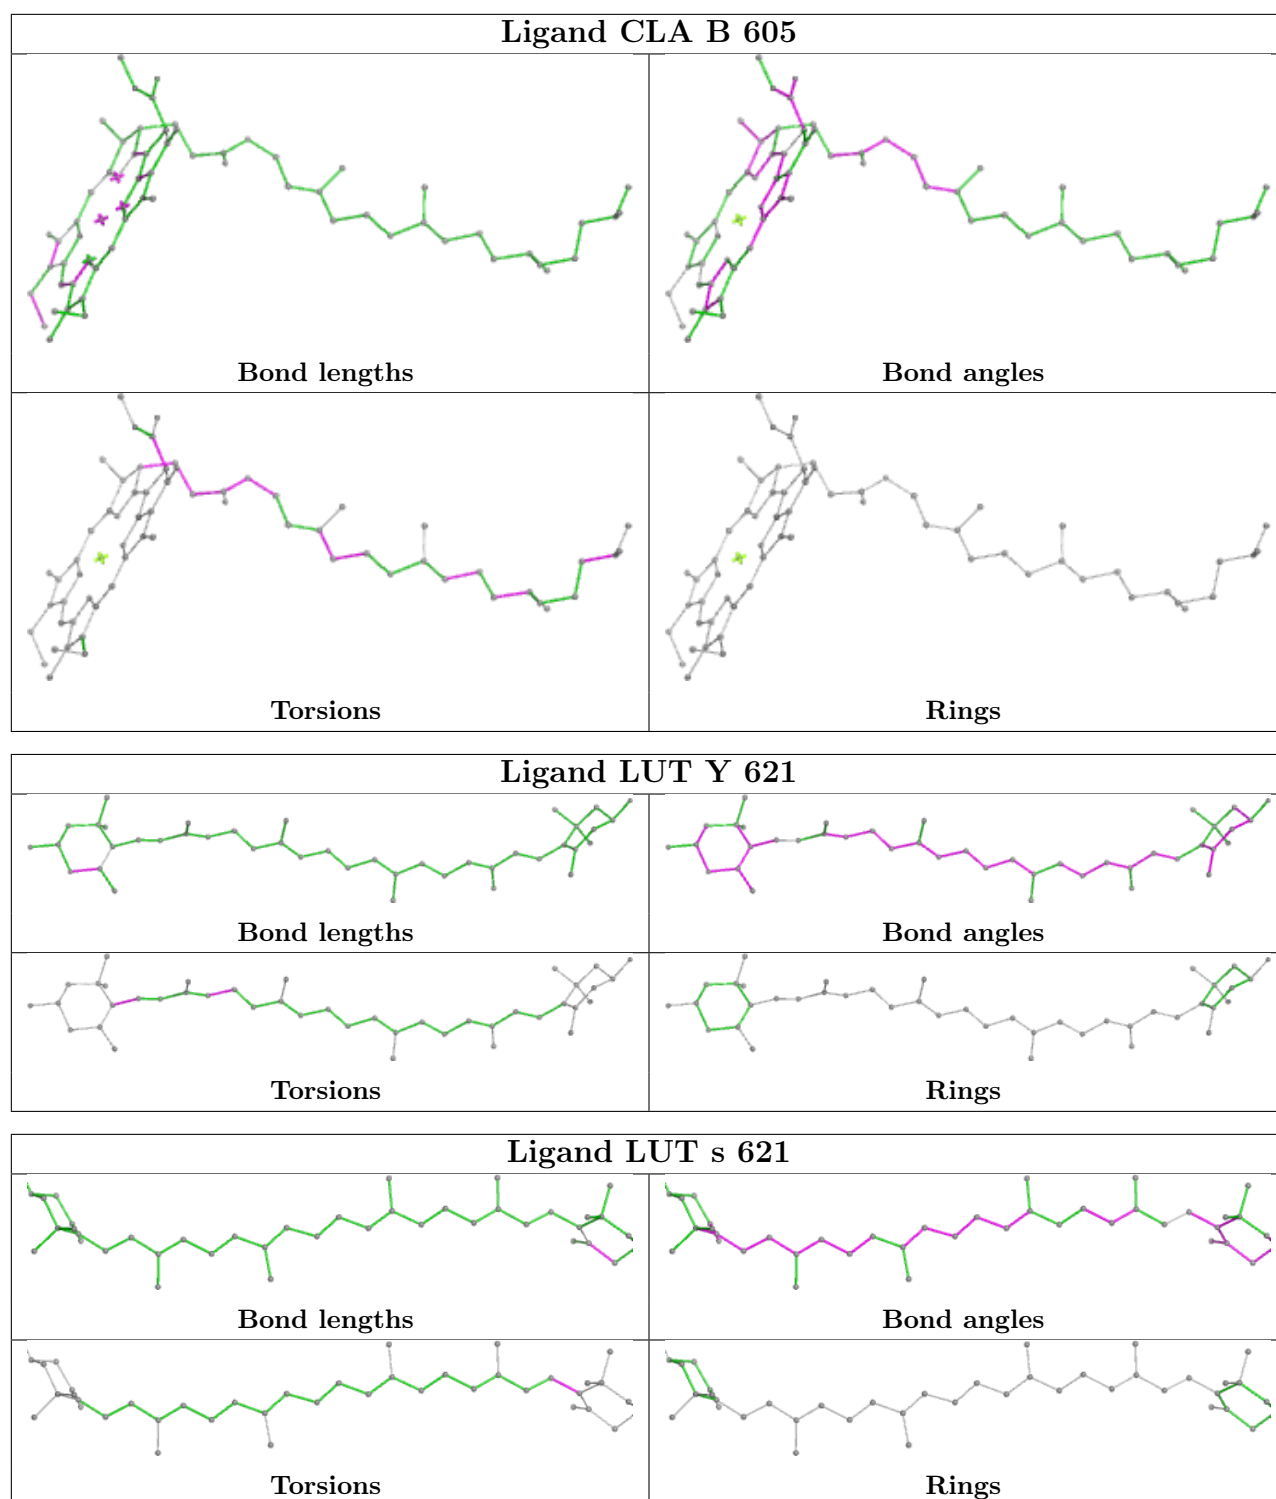 Ligand CLA B 605
Bond lengths
Bond angles
Torsions
Rings
Ligand LUT Y 621
Bond lengths
Bond angles
Torsions
Rings
Ligand LUT s 621
Bond lengths
Bond angles
Torsions
Rings